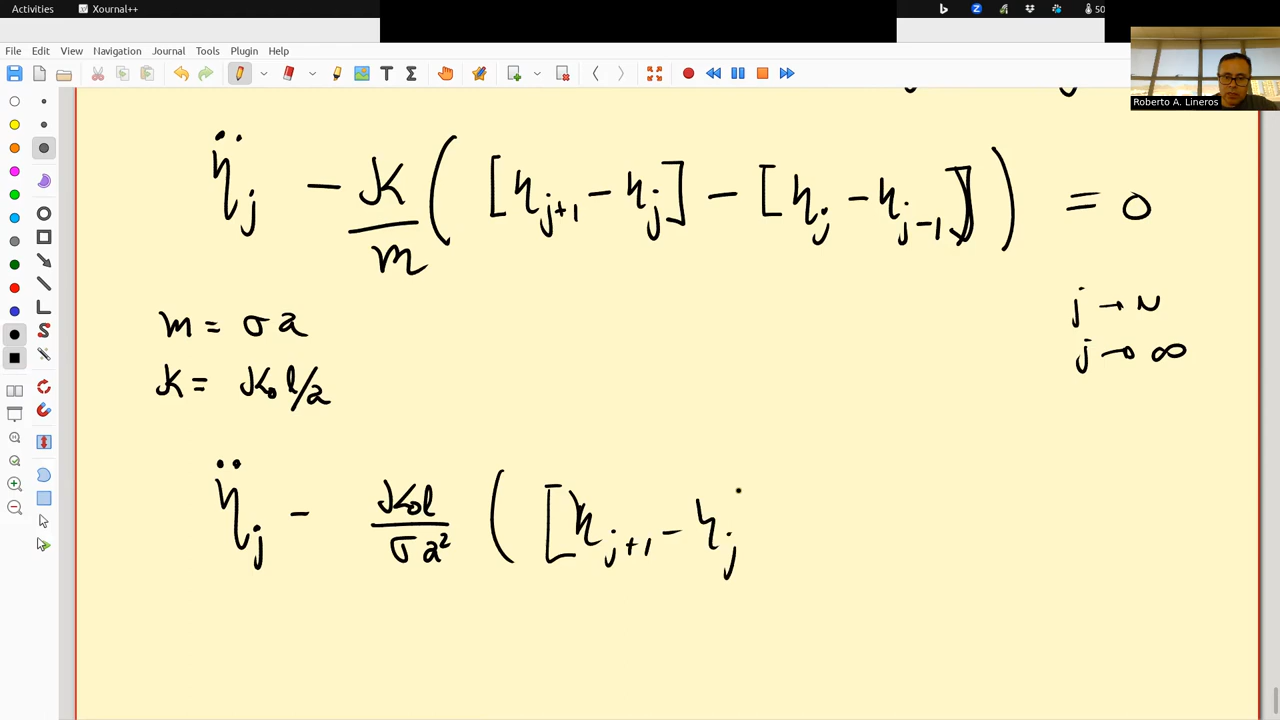 Activities Xournal++ 50
File Edit View Navigation Journal Tools Plugin Help
Roberto A. Lineros
η̈_j − K/m ( [η_{j+1} − η_j] − [η_j − η_{j−1}] ) = 0
m = σ a
j → N
K = K₀ l/a
j → ∞
η̈_j − K₀l/σa² ( [η_{j+1} − η_j